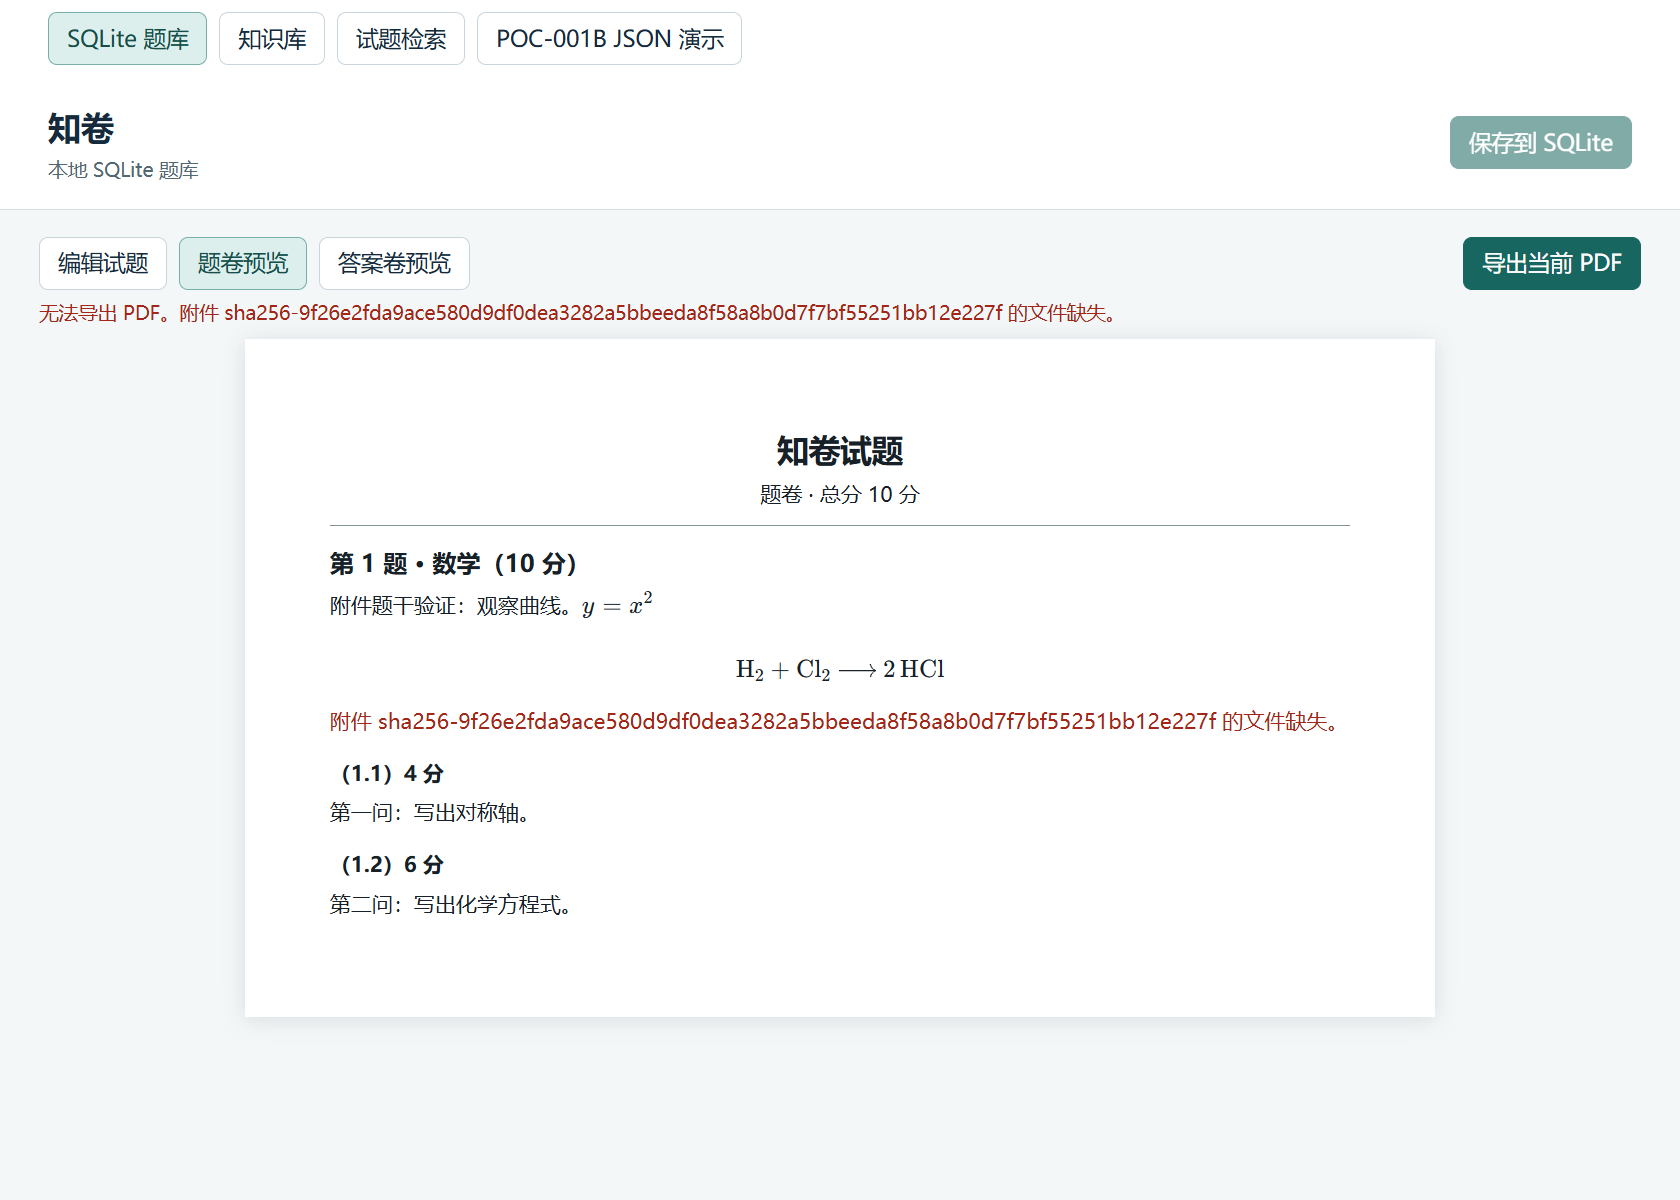 SQLite 题库 知识库 试题检索 POC-001B JSON 演示
知卷
本地 SQLite 题库
保存到 SQLite
编辑试题 题卷预览 答案卷预览 导出当前 PDF
无法导出 PDF。附件 sha256-9f26e2fda9ace580d9df0dea3282a5bbeeda8f58a8b0d7f7bf55251bb12e227f 的文件缺失。
知卷试题
题卷 · 总分 10 分
第 1 题 · 数学（10 分）
附件题干验证：观察曲线。y = x²
H₂ + Cl₂ ⟶ 2 HCl
附件 sha256-9f26e2fda9ace580d9df0dea3282a5bbeeda8f58a8b0d7f7bf55251bb12e227f 的文件缺失。
（1.1）4 分
第一问：写出对称轴。
（1.2）6 分
第二问：写出化学方程式。